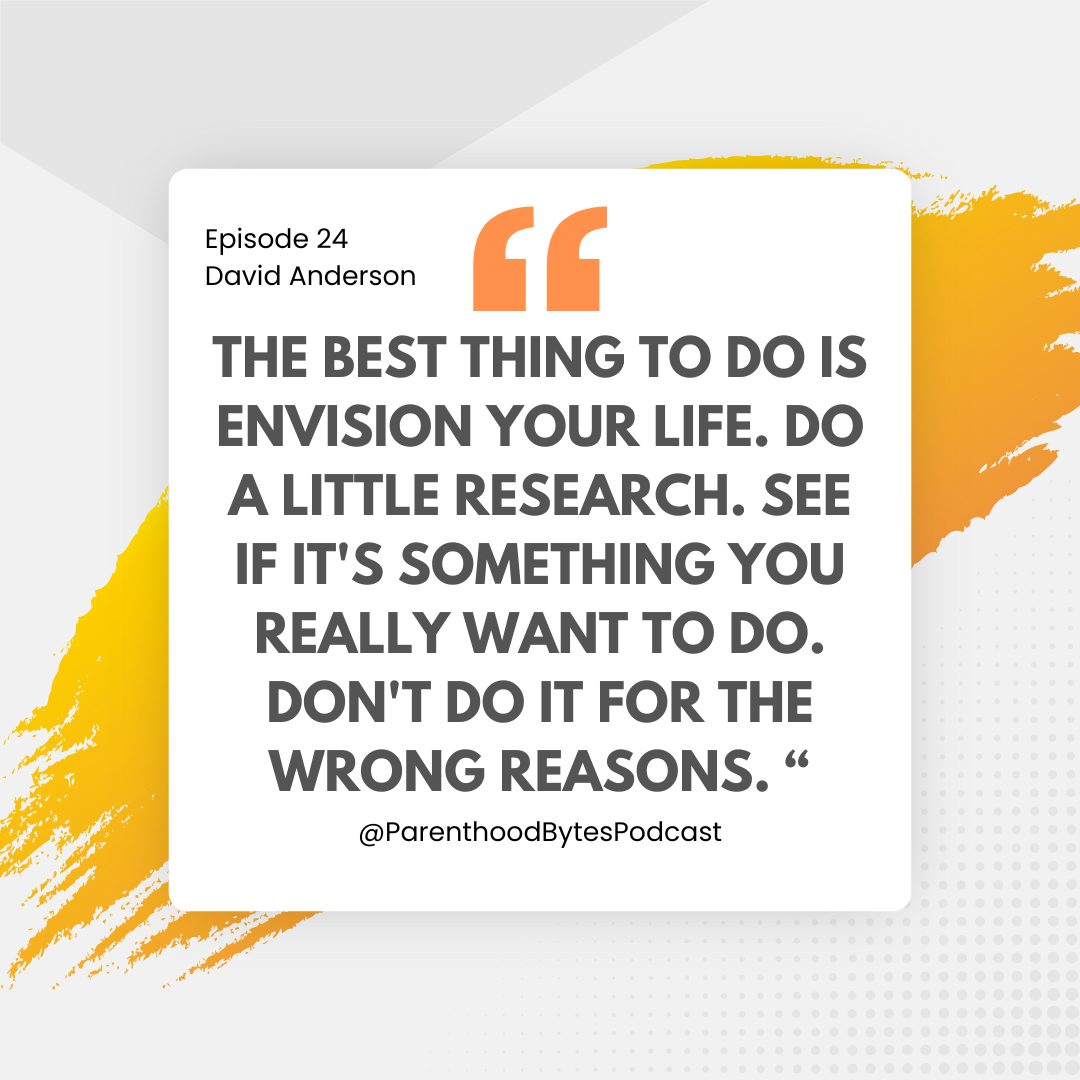 Episode 24
David Anderson
THE BEST THING TO DO IS
ENVISION YOUR LIFE. DO
A LITTLE RESEARCH. SEE
IF IT'S SOMETHING YOU
REALLY WANT TO DO.
DON'T DO IT FOR THE
WRONG REASONS. “
@ParenthoodBytesPodcast